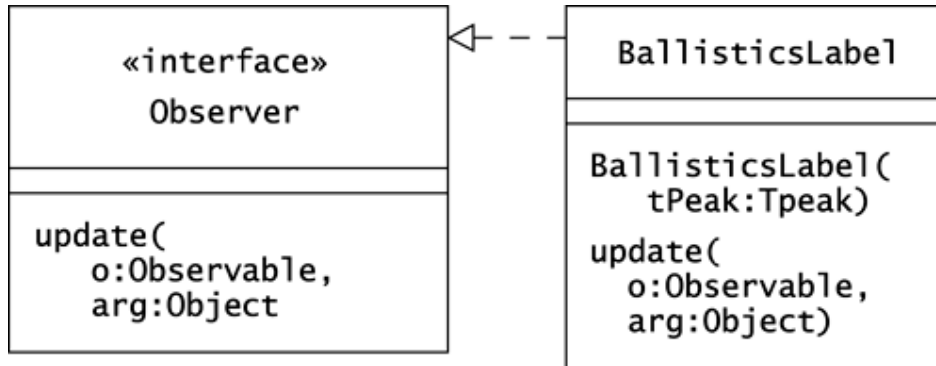 «interface»
Observer
update(
o:Observable,
arg:Object
BallisticsLabel
BallisticsLabel(
tPeak:Tpeak)
update(
o:Observable,
arg:Object)